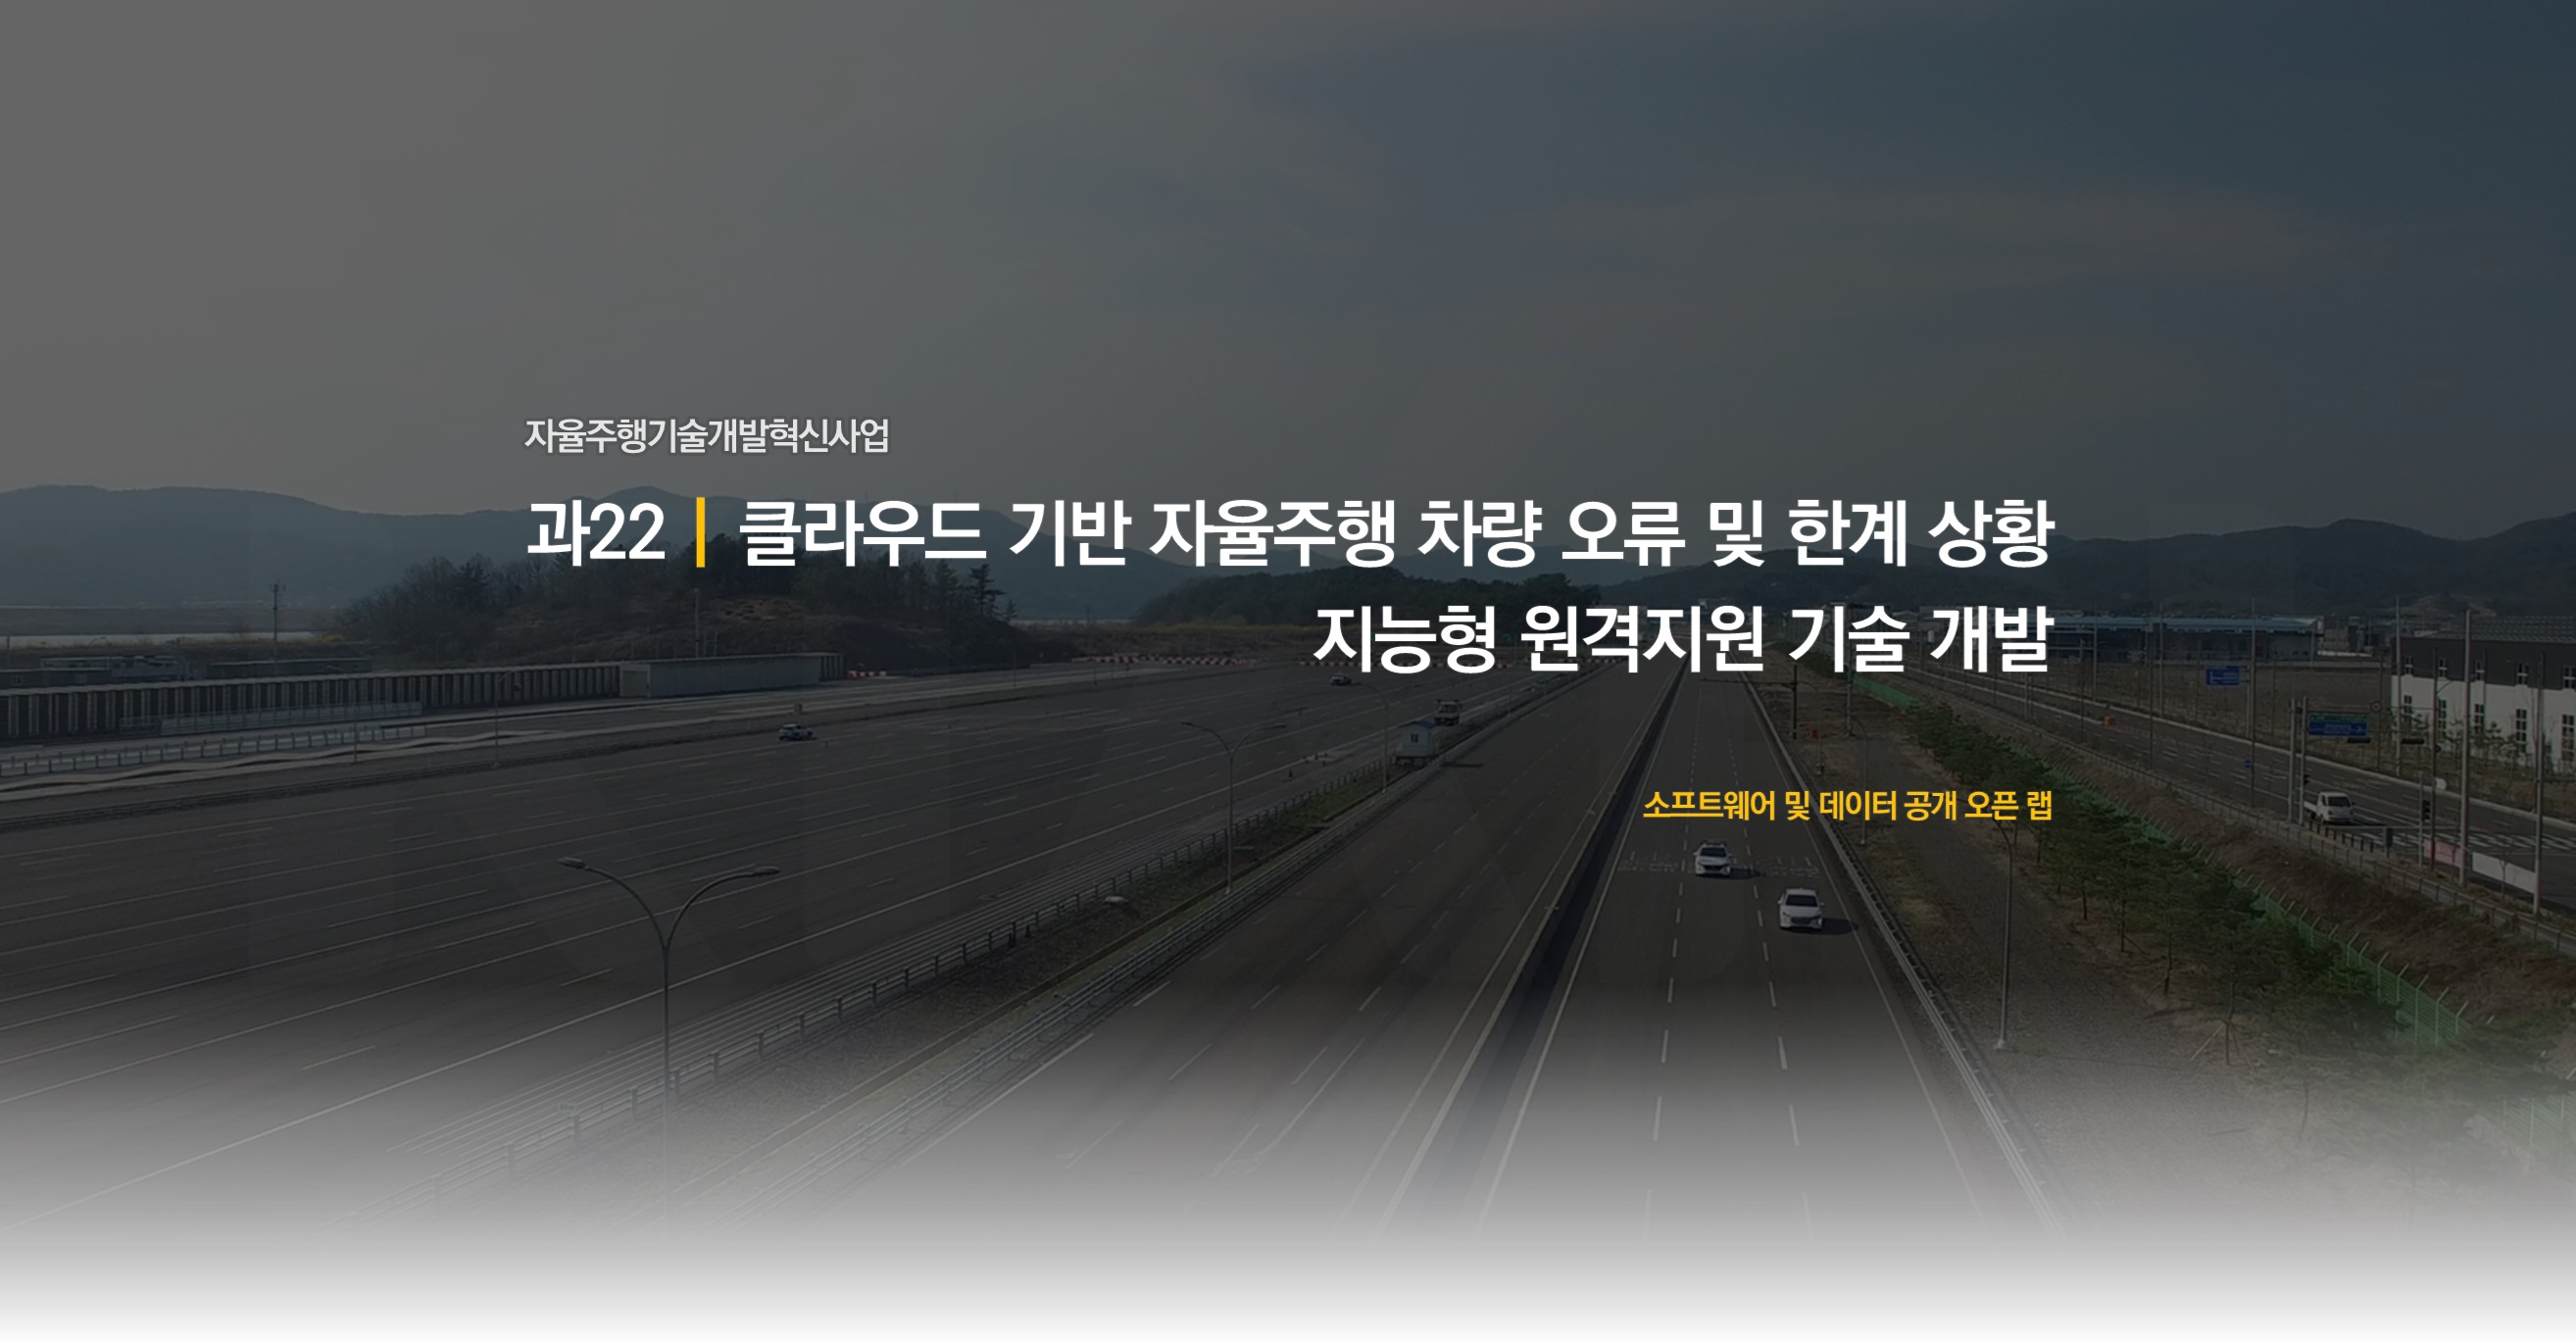 자율주행기술개발혁신사업
과22 | 클라우드 기반 자율주행 차량 오류 및 한계 상황
지능형 원격지원 기술 개발
소프트웨어 및 데이터 공개 오픈 랩